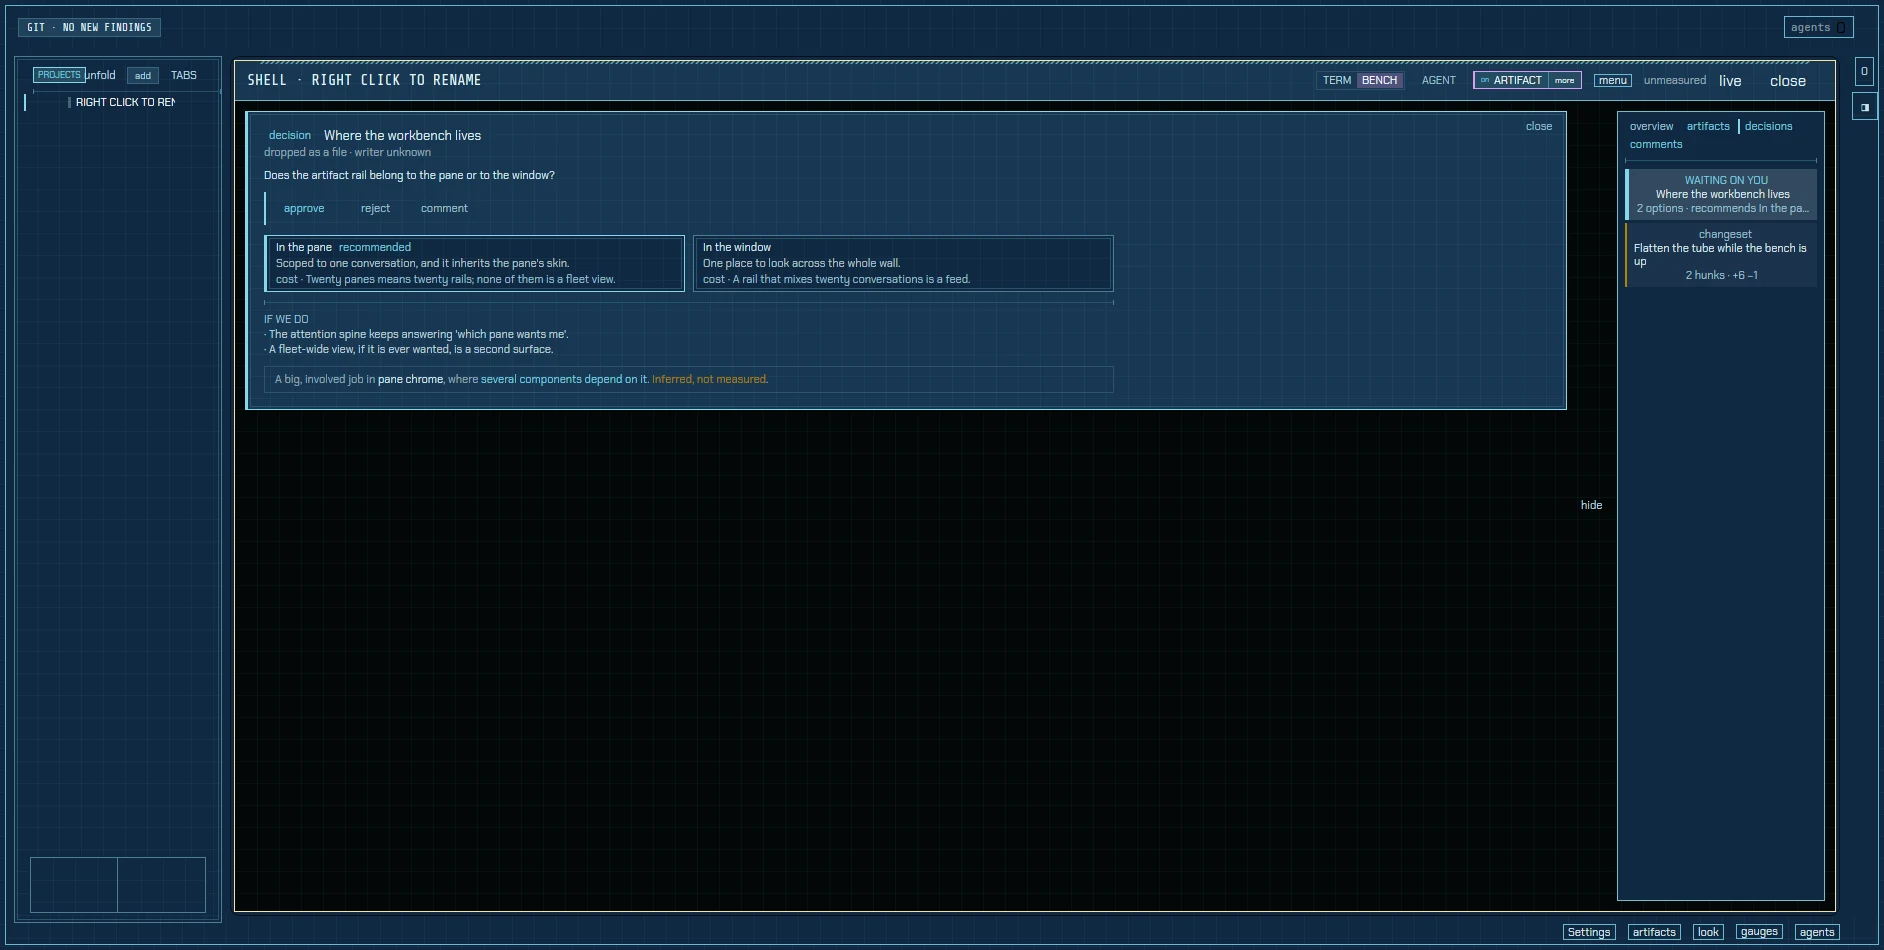 GIT · NO NEW FINDINGS
agents
PROJECTS unfold add TABS
RIGHT CLICK TO REN
SHELL · RIGHT CLICK TO RENAME
TERM BENCH AGENT on ARTIFACT more menu unmeasured live close
decision Where the workbench lives
close
dropped as a file · writer unknown
Does the artifact rail belong to the pane or to the window?
approve reject comment
In the pane recommended
Scoped to one conversation, and it inherits the pane's skin.
cost · Twenty panes means twenty rails; none of them is a fleet view.
In the window
One place to look across the whole wall.
cost · A rail that mixes twenty conversations is a feed.
IF WE DO
· The attention spine keeps answering 'which pane wants me'.
· A fleet-wide view, if it is ever wanted, is a second surface.
A big, involved job in pane chrome, where several components depend on it. Inferred, not measured.
hide
overview artifacts decisions
comments
WAITING ON YOU
Where the workbench lives
2 options · recommends In the pa...
changeset
Flatten the tube while the bench is
up
2 hunks · +6 −1
Settings artifacts look gauges agents